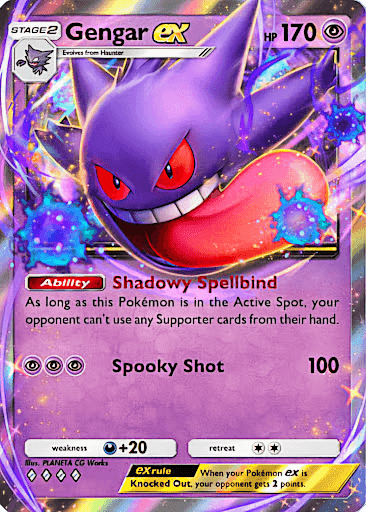 STAGE 2
Gengar ex
HP 170
Evolves from Haunter
Ability Shadowy Spellbind
As long as this Pokémon is in the Active Spot, your
opponent can't use any Supporter cards from their hand.
Spooky Shot 100
weakness +20 retreat
Illus. PLANETA CG Works
ex rule When your Pokémon ex is
Knocked Out, your opponent gets 2 points.